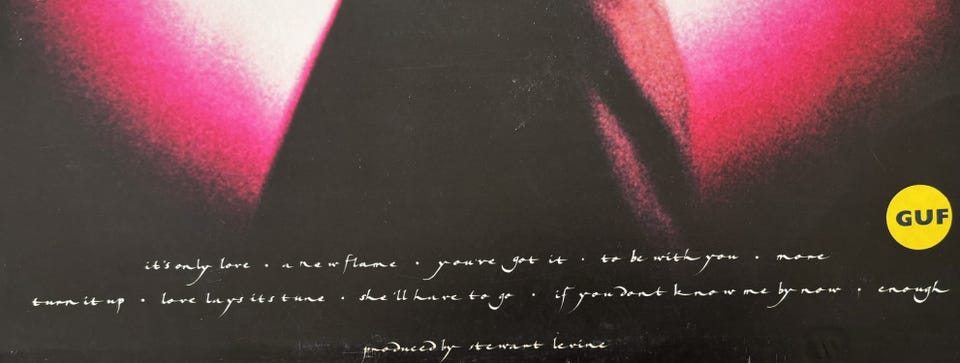 GUF
it's only love · a new flame · you've got it · to be with you · more
turn it up · love lays its tune · she'll have to go · if you dont know me by now · enough
produced by stewart levine